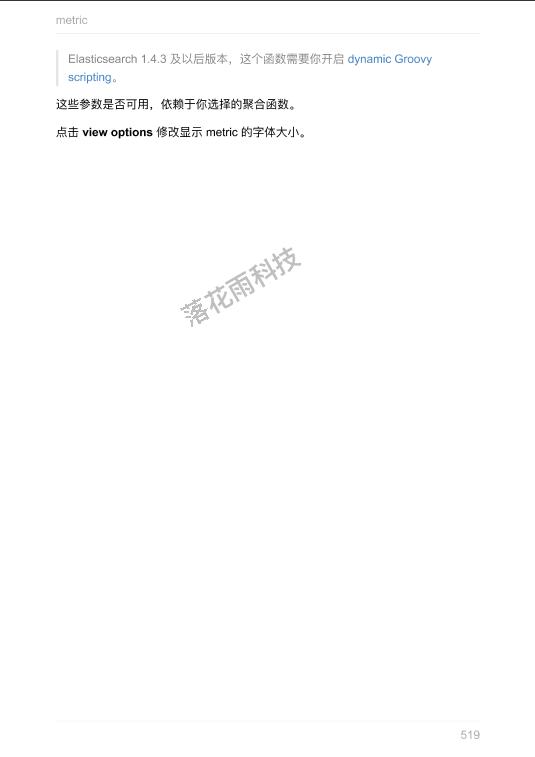 metric
Elasticsearch 1.4.3 及以后版本，这个函数需要你开启 dynamic Groovy
scripting。
这些参数是否可用，依赖于你选择的聚合函数。
点击 view options 修改显示 metric 的字体大小。
落花雨科技
519